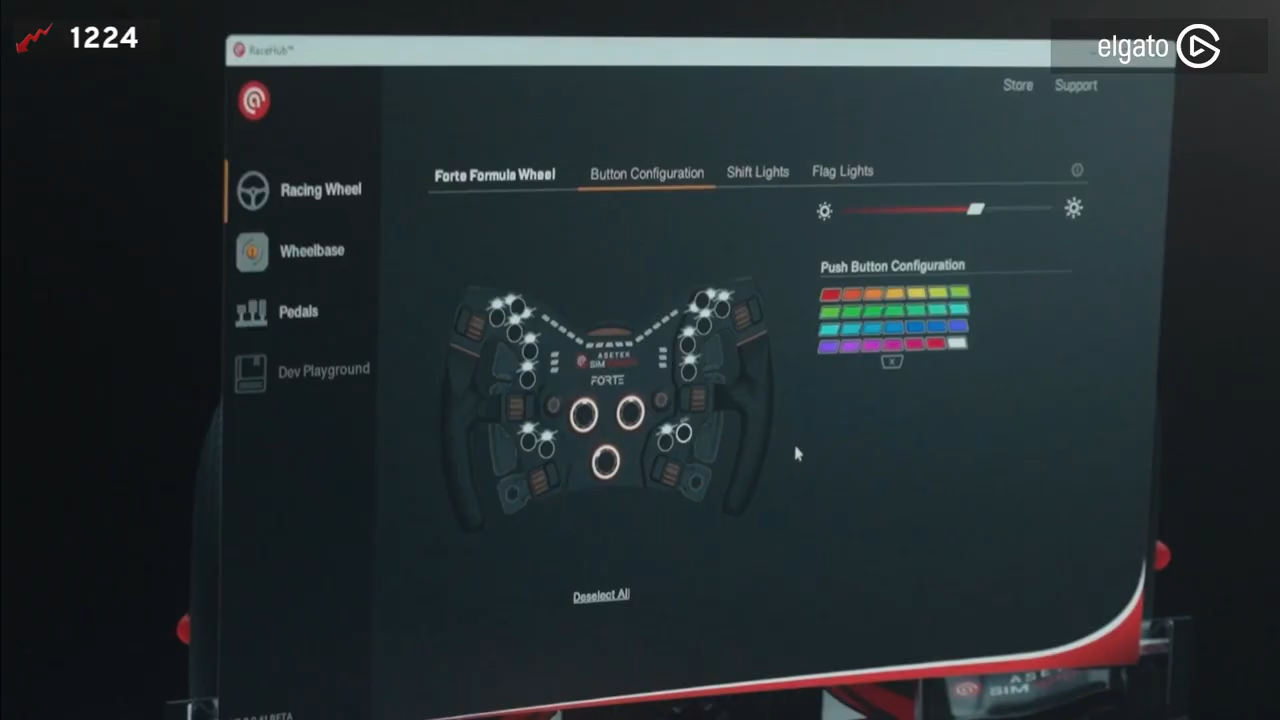 1224
elgato
RaceHub™
Store
Support
Forte Formula Wheel
Button Configuration
Shift Lights
Flag Lights
Racing Wheel
Wheelbase
Pedals
Dev Playground
Push Button Configuration
X
ASETEK
SIM
FORTE
Deselect All
SIM